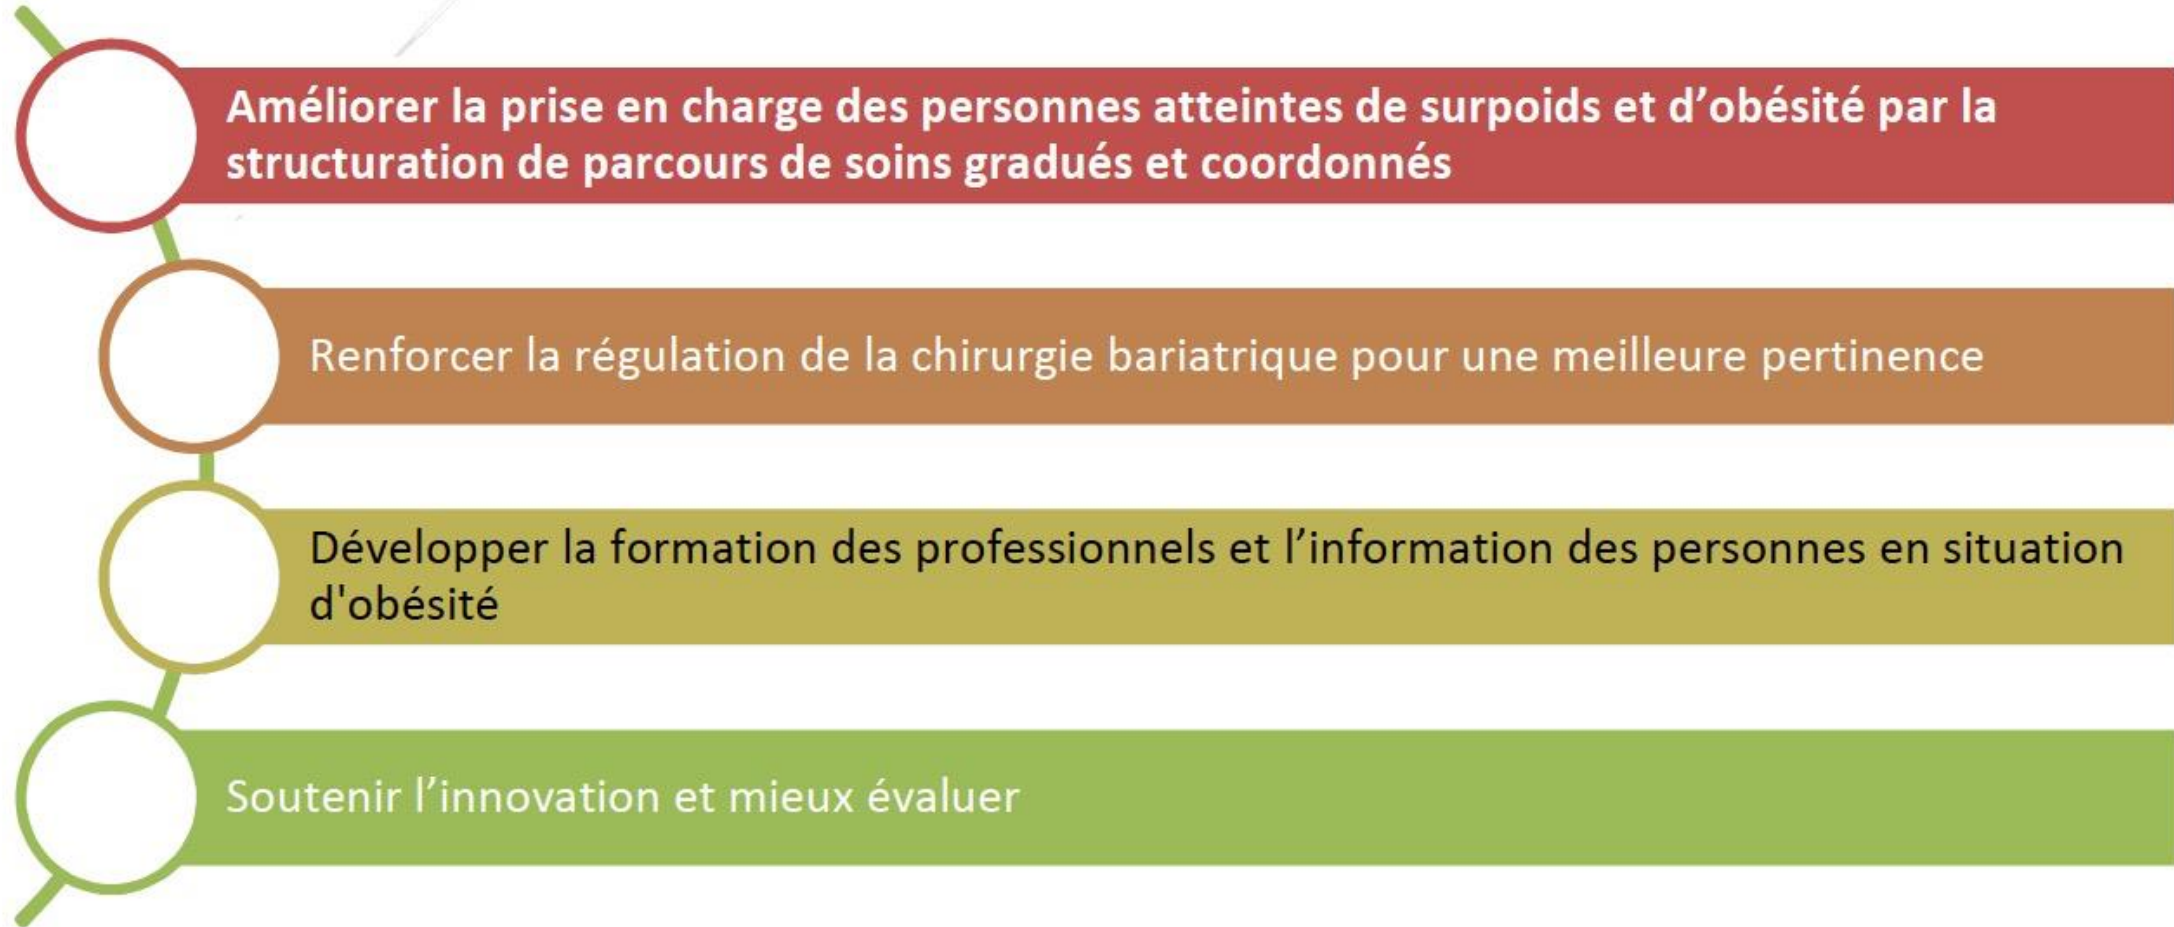 Améliorer la prise en charge des personnes atteintes de surpoids et d’obésité par la
structuration de parcours de soins gradués et coordonnés
Renforcer la régulation de la chirurgie bariatrique pour une meilleure pertinence
Développer la formation des professionnels et l’information des personnes en situation
d'obésité
Soutenir l’innovation et mieux évaluer